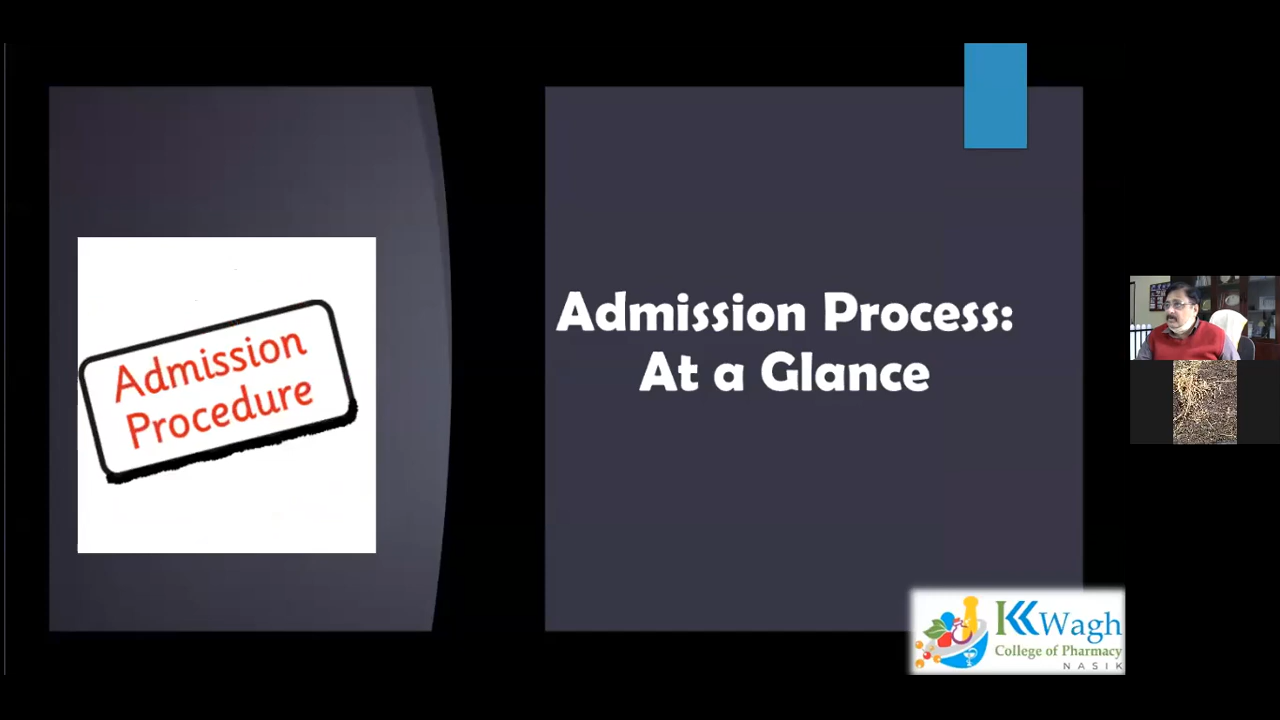 Admission
Procedure
Admission Process:
At a Glance
KK Wagh
College of Pharmacy
NASIK